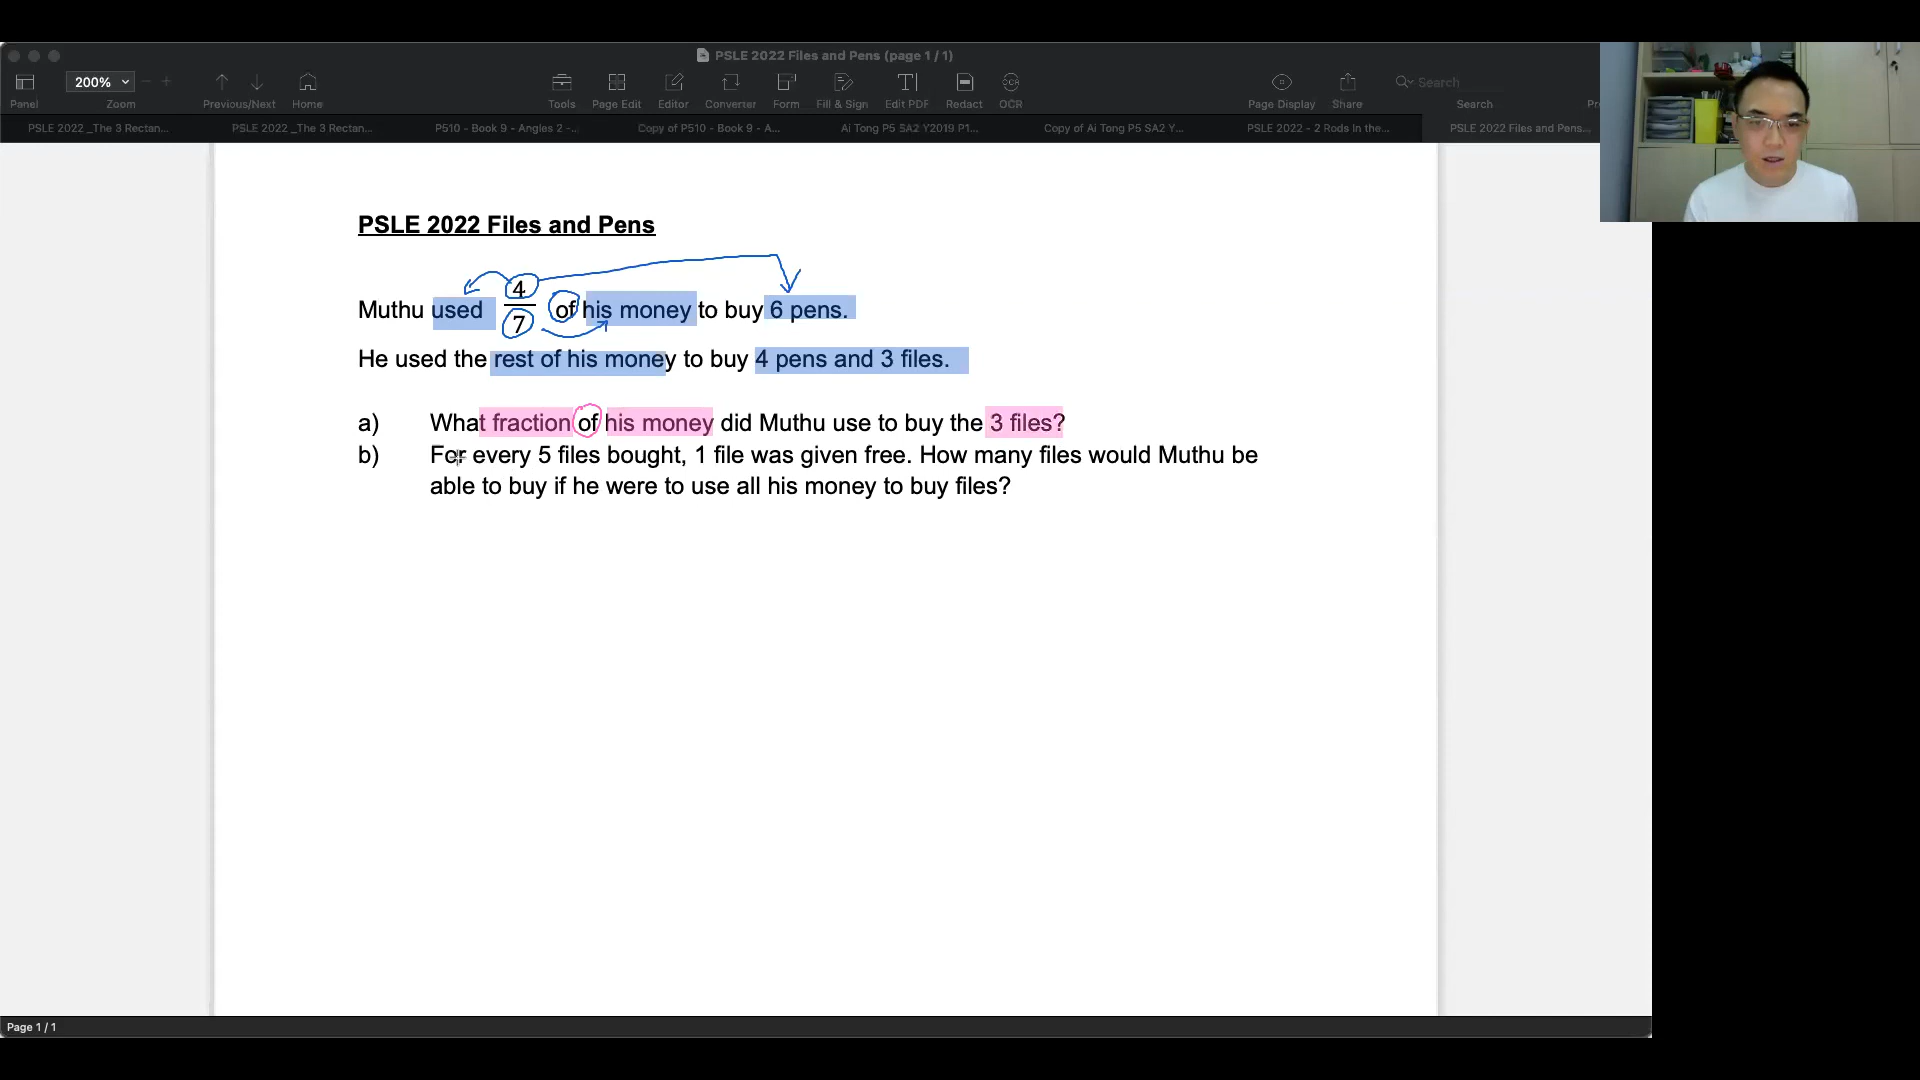 PSLE 2022 Files and Pens (page 1 / 1)
200%
Panel Zoom Previous/Next Home Tools Page Edit Editor Converter Form Fill & Sign Edit PDF Redact OCR Page Display Share Search
Search
PSLE 2022 _The 3 Rectan... PSLE 2022 _The 3 Rectan... P510 - Book 9 - Angles 2 -... Copy of P510 - Book 9 - A... Ai Tong P5 SA2 Y2019 P1... Copy of Ai Tong P5 SA2 Y... PSLE 2022 - 2 Rods In the... PSLE 2022 Files and Pens...
PSLE 2022 Files and Pens
Muthu used 4/7 of his money to buy 6 pens.
He used the rest of his money to buy 4 pens and 3 files.
a) What fraction of his money did Muthu use to buy the 3 files?
b) For every 5 files bought, 1 file was given free. How many files would Muthu be
able to buy if he were to use all his money to buy files?
Page 1 / 1